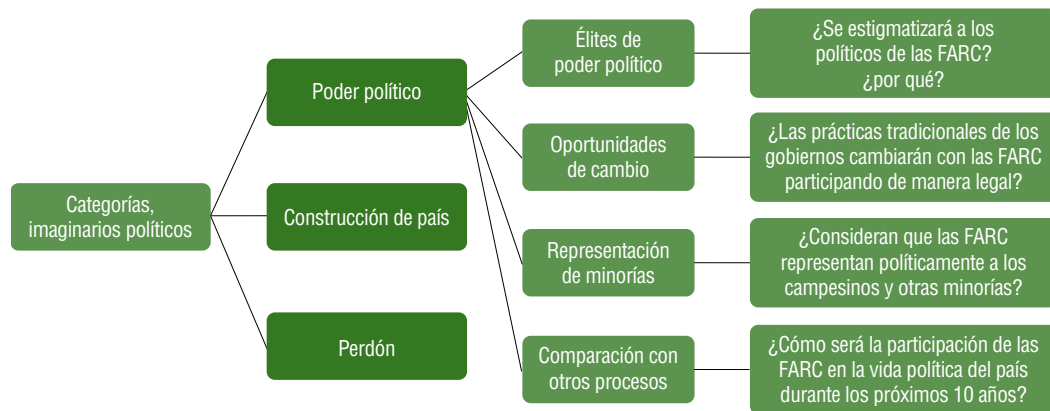 Categorías,
imaginarios políticos
Poder político
Construcción de país
Perdón
Élites de
poder político
Oportunidades
de cambio
Representación
de minorías
Comparación con
otros procesos
¿Se estigmatizará a los
políticos de las FARC?
¿por qué?
¿Las prácticas tradicionales de los
gobiernos cambiarán con las FARC
participando de manera legal?
¿Consideran que las FARC
representan políticamente a los
campesinos y otras minorías?
¿Cómo será la participación de las
FARC en la vida política del país
durante los próximos 10 años?